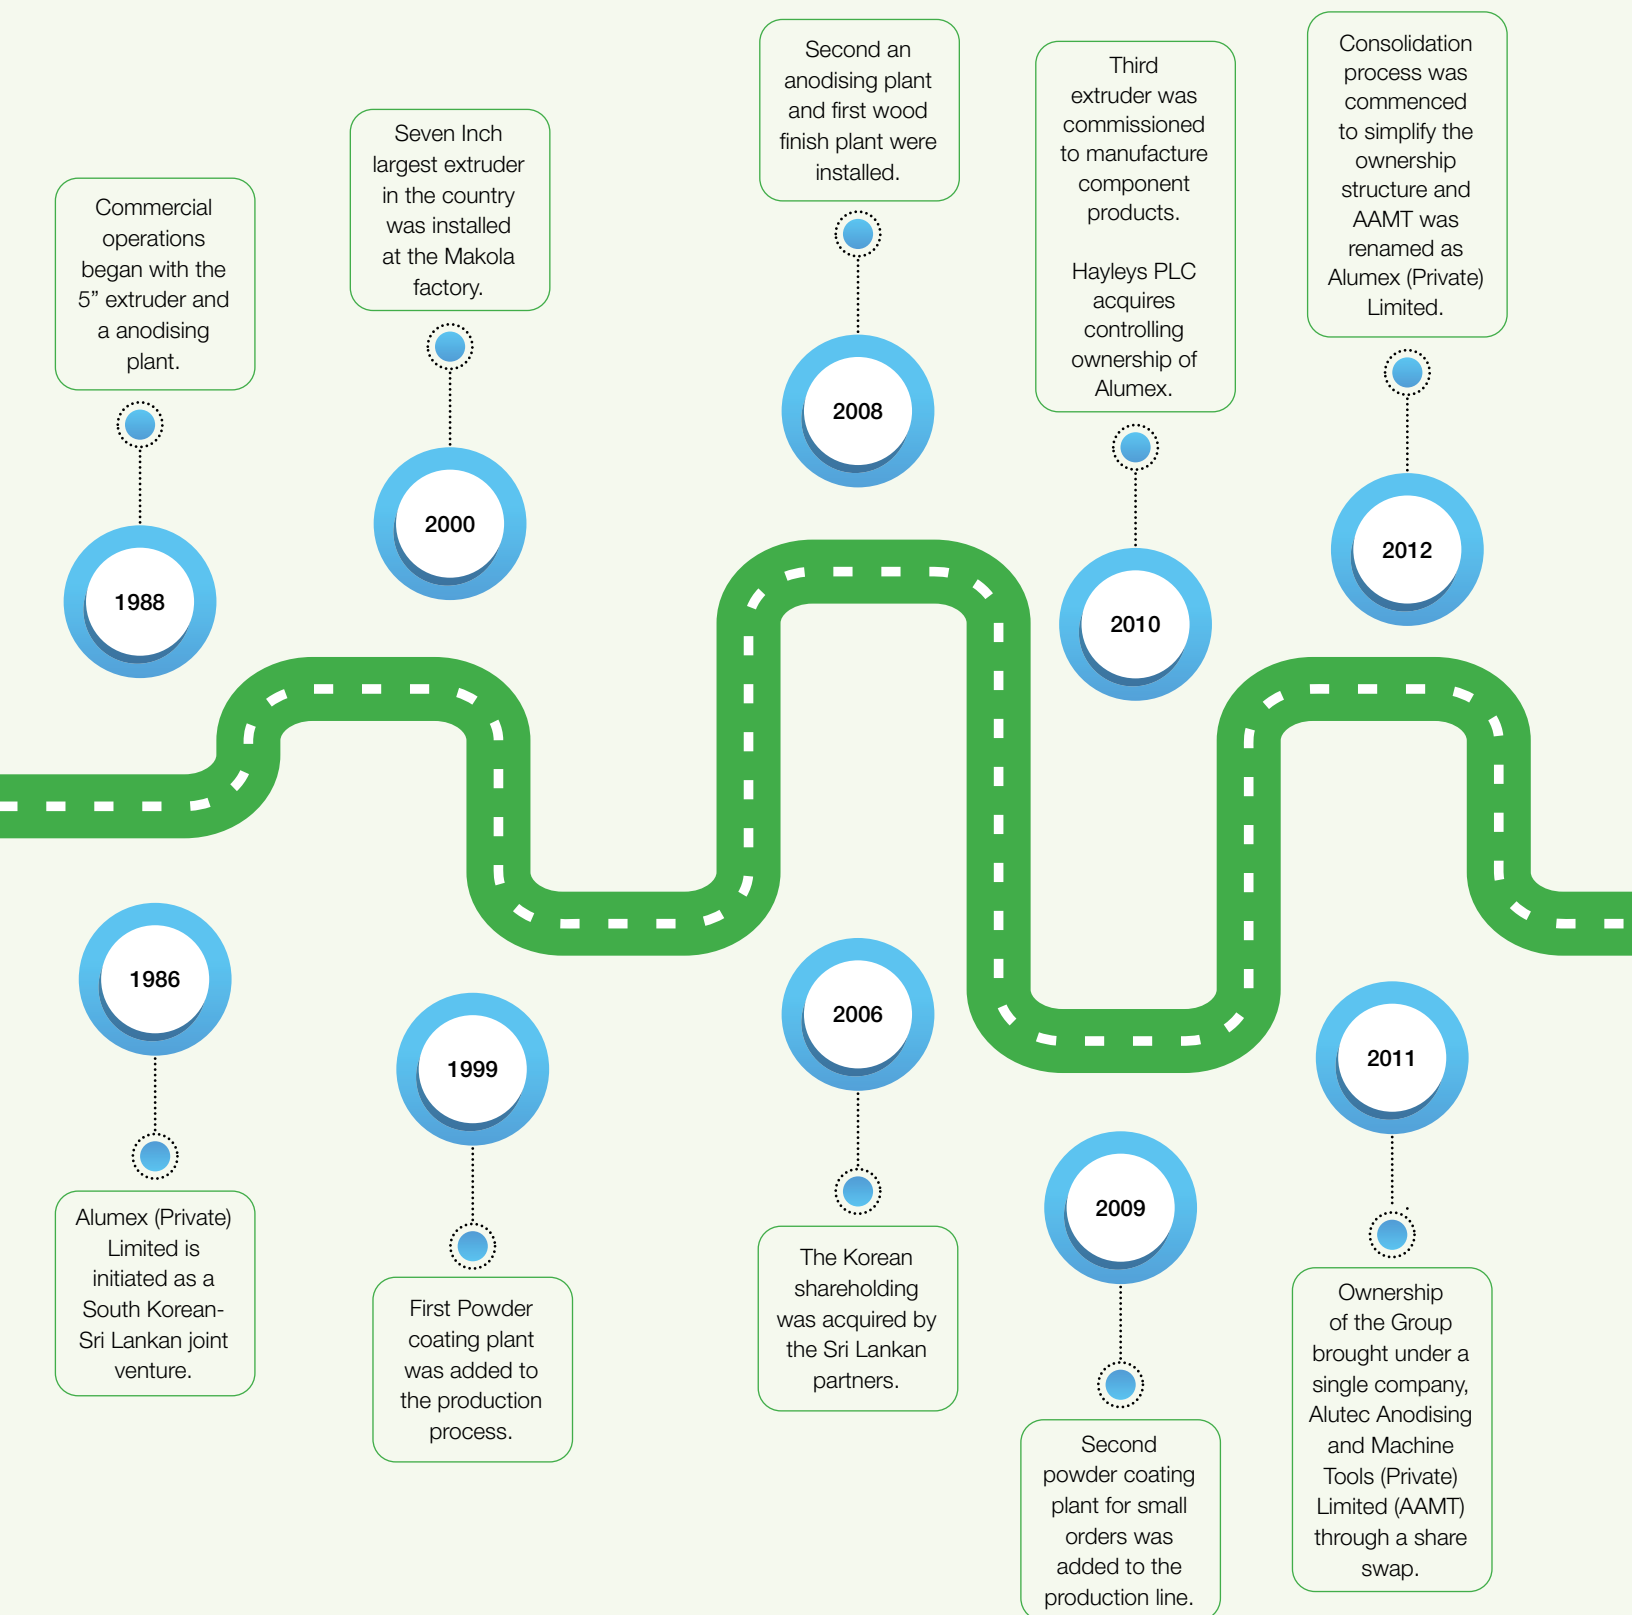 Commercial
operations
began with the
5” extruder and
a anodising
plant.
1988
Seven Inch
largest extruder
in the country
was installed
at the Makola
factory.
2000
Second an
anodising plant
and first wood
finish plant were
installed.
2008
Third
extruder was
commissioned
to manufacture
component
products.
Hayleys PLC
acquires
controlling
ownership of
Alumex.
2010
Consolidation
process was
commenced
to simplify the
ownership
structure and
AAMT was
renamed as
Alumex (Private)
Limited.
2012
1986
Alumex (Private)
Limited is
initiated as a
South Korean-
Sri Lankan joint
venture.
1999
First Powder
coating plant
was added to
the production
process.
2006
The Korean
shareholding
was acquired by
the Sri Lankan
partners.
2009
Second
powder coating
plant for small
orders was
added to the
production line.
2011
Ownership
of the Group
brought under a
single company,
Alutec Anodising
and Machine
Tools (Private)
Limited (AAMT)
through a share
swap.